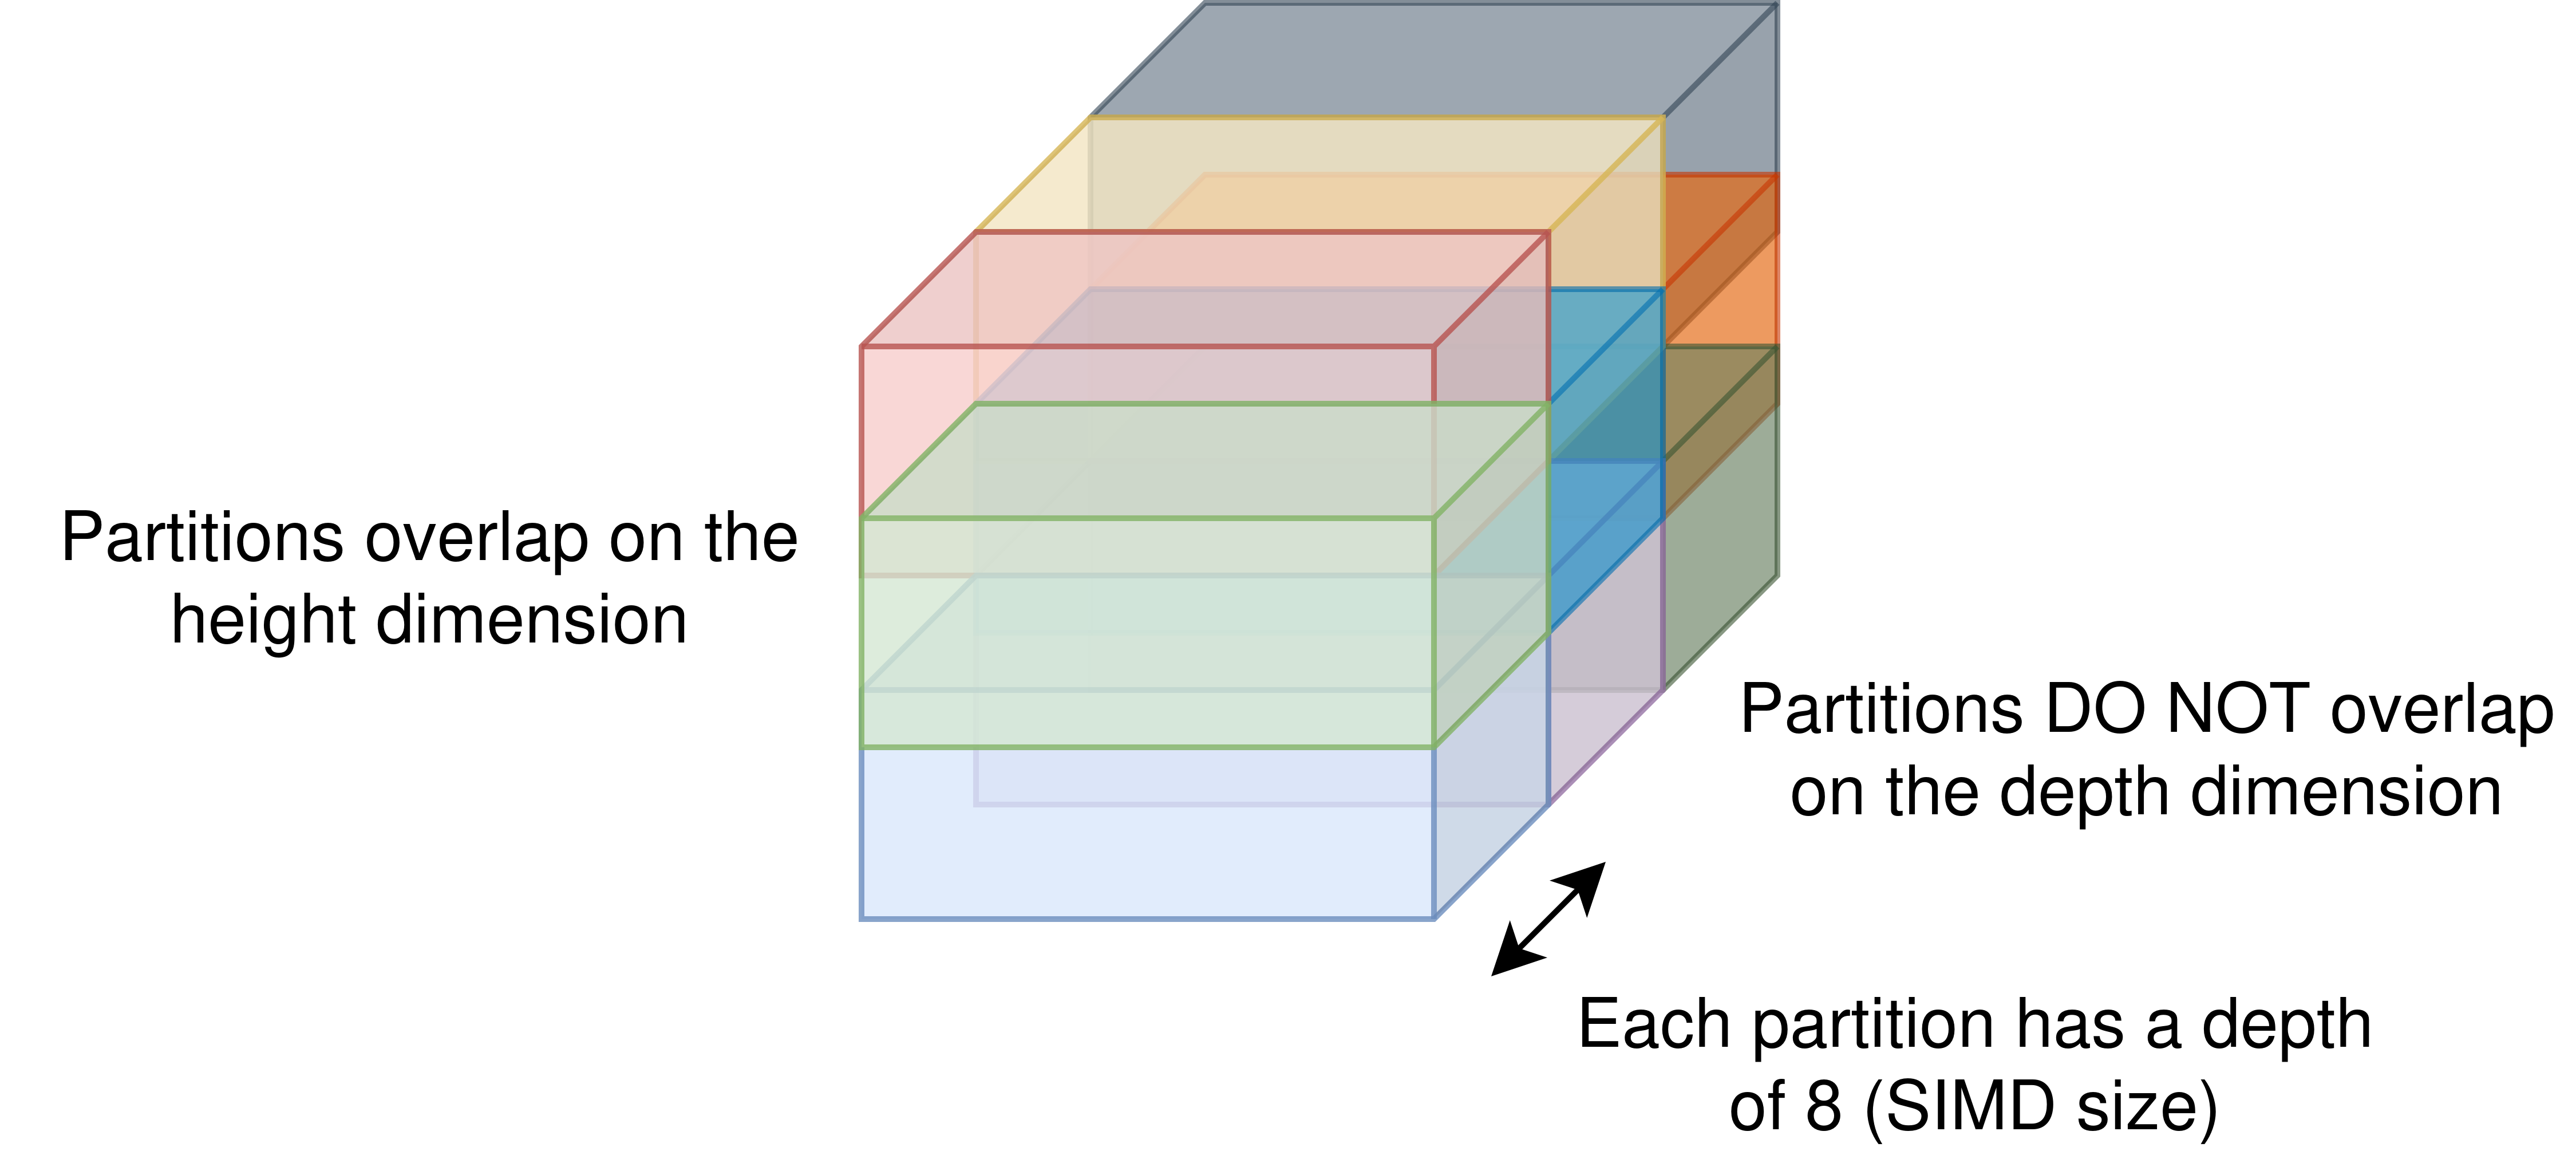 Partitions overlap on the
height dimension
Partitions DO NOT overlap
on the depth dimension
Each partition has a depth
of 8 (SIMD size)